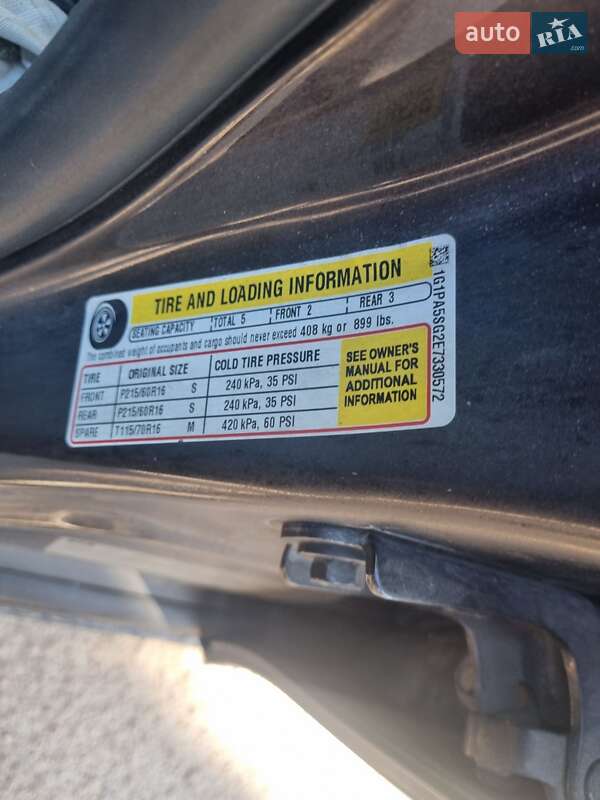 auto RIA .com
TIRE AND LOADING INFORMATION
SEATING CAPACITY TOTAL 5 FRONT 2 REAR 3
The combined weight of occupants and cargo should never exceed 408 kg or 899 lbs.
TIRE ORIGINAL SIZE COLD TIRE PRESSURE
FRONT P215/60R16 S 240 kPa, 35 PSI
REAR P215/60R16 S 240 kPa, 35 PSI
SPARE T115/70R16 M 420 kPa, 60 PSI
SEE OWNER'S
MANUAL FOR
ADDITIONAL
INFORMATION
1G1PA5SG2E7330572